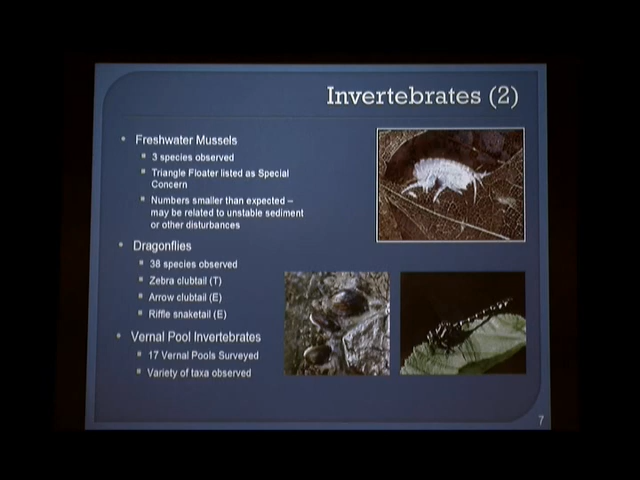 Invertebrates (2)
Freshwater Mussels
3 species observed
Triangle Floater listed as Special
Concern
Numbers smaller than expected –
may be related to unstable sediment
or other disturbances
Dragonflies
38 species observed
Zebra clubtail (T)
Arrow clubtail (E)
Riffle snaketail (E)
Vernal Pool Invertebrates
17 Vernal Pools Surveyed
Variety of taxa observed
7